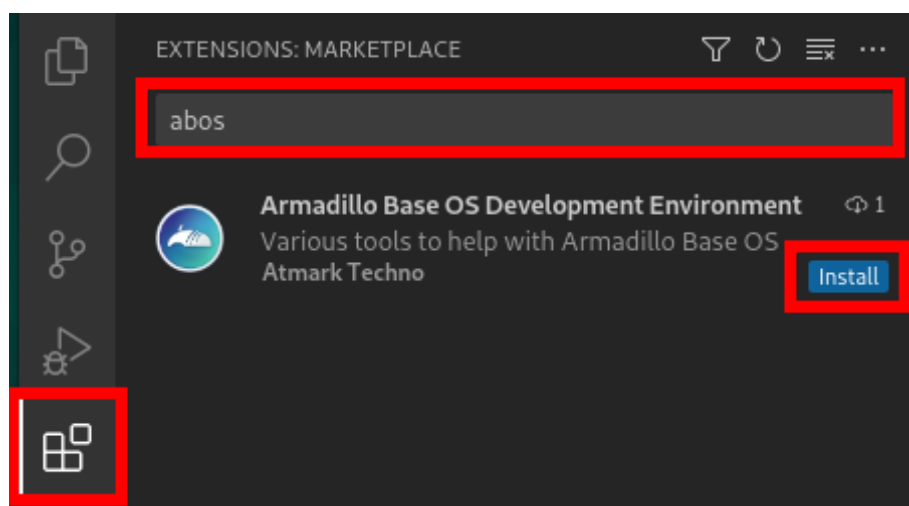 EXTENSIONS: MARKETPLACE
abos
Armadillo Base OS Development Environment 1
Various tools to help with Armadillo Base OS
Atmark Techno Install